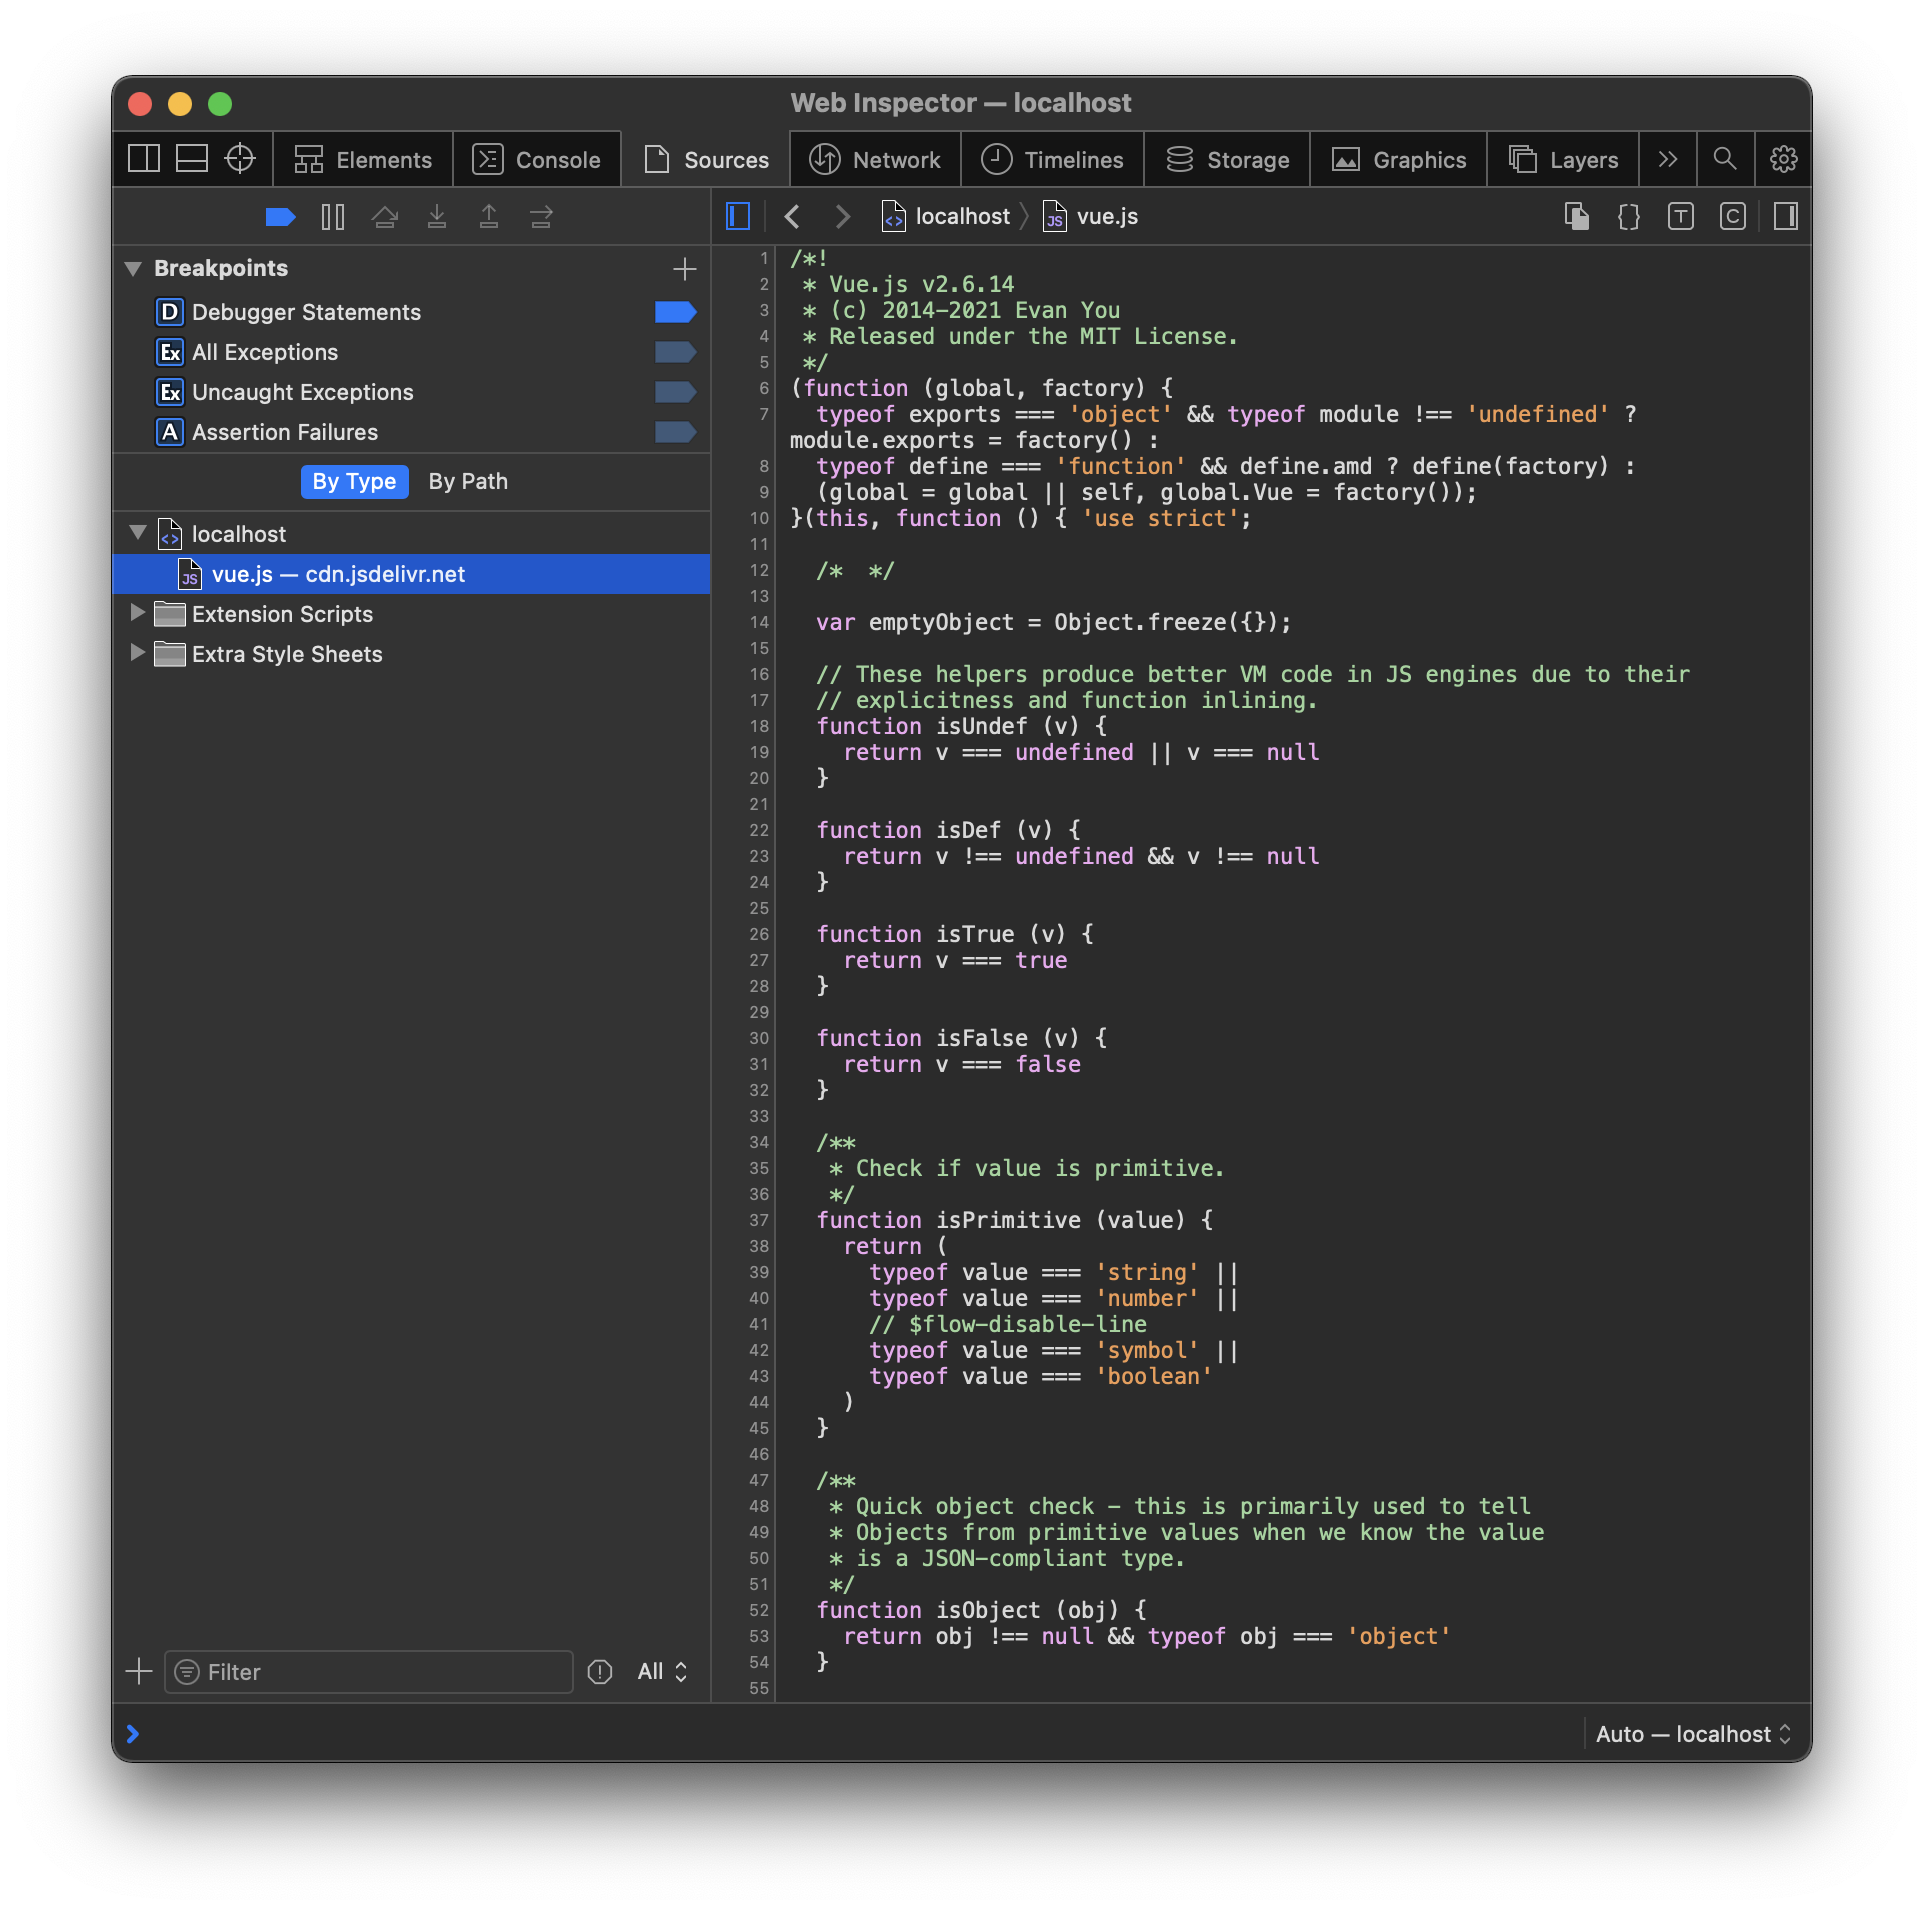 Web Inspector — localhost
Elements Console Sources Network Timelines Storage Graphics Layers
localhost vue.js
Breakpoints
D Debugger Statements
Ex All Exceptions
Ex Uncaught Exceptions
A Assertion Failures
By Type By Path
localhost
JS vue.js — cdn.jsdelivr.net
Extension Scripts
Extra Style Sheets
Filter All
1 /*!
2  * Vue.js v2.6.14
3  * (c) 2014-2021 Evan You
4  * Released under the MIT License.
5  */
6 (function (global, factory) {
7   typeof exports === 'object' && typeof module !== 'undefined' ?
module.exports = factory() :
8   typeof define === 'function' && define.amd ? define(factory) :
9   (global = global || self, global.Vue = factory());
10 }(this, function () { 'use strict';
11
12   /*  */
13
14   var emptyObject = Object.freeze({});
15
16   // These helpers produce better VM code in JS engines due to their
17   // explicitness and function inlining.
18   function isUndef (v) {
19     return v === undefined || v === null
20   }
21
22   function isDef (v) {
23     return v !== undefined && v !== null
24   }
25
26   function isTrue (v) {
27     return v === true
28   }
29
30   function isFalse (v) {
31     return v === false
32   }
33
34   /**
35    * Check if value is primitive.
36    */
37   function isPrimitive (value) {
38     return (
39       typeof value === 'string' ||
40       typeof value === 'number' ||
41       // $flow-disable-line
42       typeof value === 'symbol' ||
43       typeof value === 'boolean'
44     )
45   }
46
47   /**
48    * Quick object check - this is primarily used to tell
49    * Objects from primitive values when we know the value
50    * is a JSON-compliant type.
51    */
52   function isObject (obj) {
53     return obj !== null && typeof obj === 'object'
54   }
55
Auto — localhost